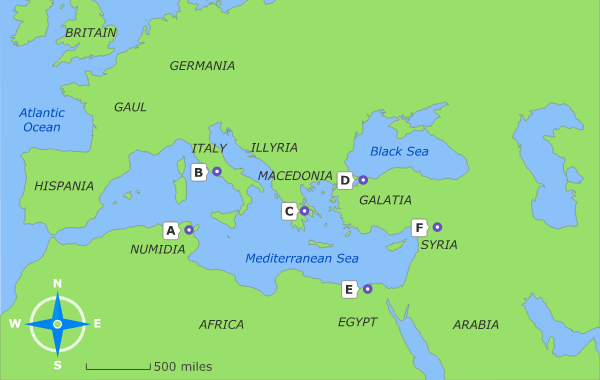 BRITAIN
GERMANIA
Atlantic
Ocean
GAUL
ITALY
ILLYRIA
Black Sea
HISPANIA
B
MACEDONIA
D
GALATIA
C
A
F
NUMIDIA
SYRIA
Mediterranean Sea
E
N
W
E
S
AFRICA
EGYPT
ARABIA
500 miles